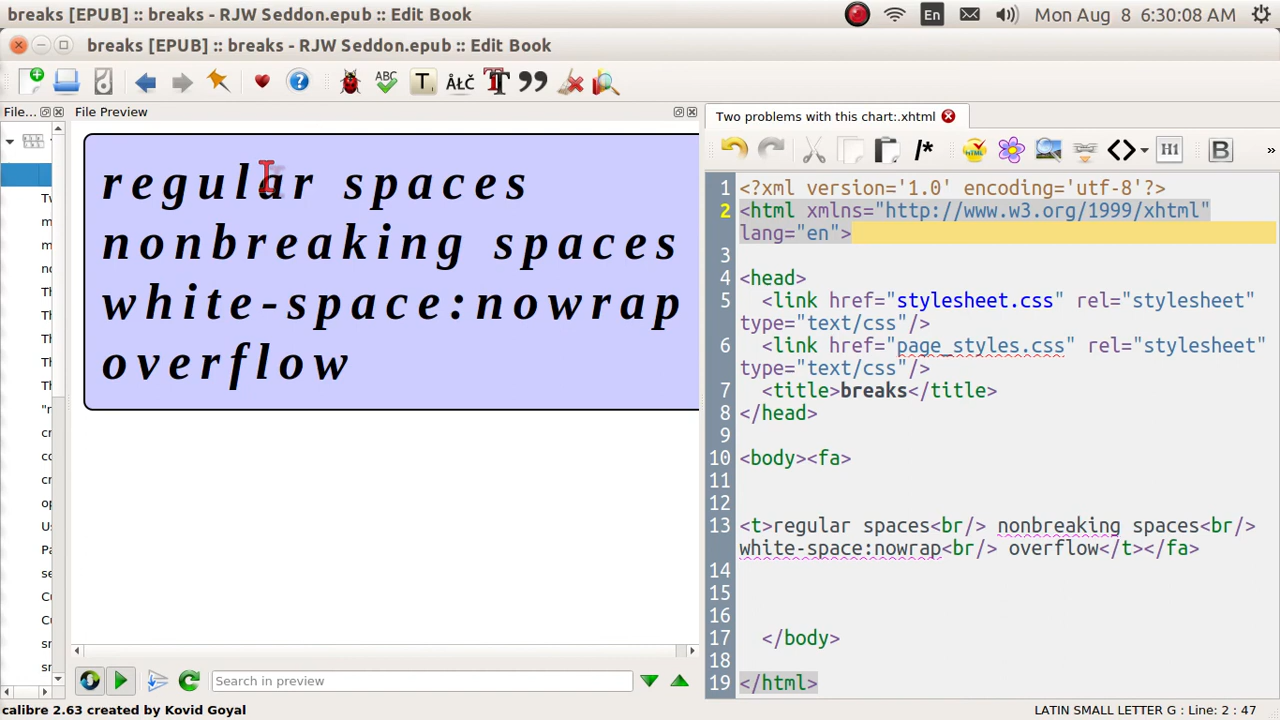 breaks [EPUB] :: breaks - RJW Seddon.epub :: Edit Book
En
Mon Aug 8 6:30:08 AM
breaks [EPUB] :: breaks - RJW Seddon.epub :: Edit Book
ABC
T
ÅŁČ
T
File...
File Preview
Two problems with this chart:.xhtml
/*
H1
B
»
regular spaces
nonbreaking spaces
white-space:nowrap
overflow
1 <?xml version='1.0' encoding='utf-8'?>
2 <html xmlns="http://www.w3.org/1999/xhtml"
lang="en">
3
4 <head>
5 <link href="stylesheet.css" rel="stylesheet"
type="text/css"/>
6 <link href="page_styles.css" rel="stylesheet"
type="text/css"/>
7 <title>breaks</title>
8 </head>
9
10 <body><fa>
11
12
13 <t>regular spaces<br/> nonbreaking spaces<br/>
white-space:nowrap<br/> overflow</t></fa>
14
15
16
17 </body>
18
19 </html>
Search in preview
calibre 2.63 created by Kovid Goyal
LATIN SMALL LETTER G : Line: 2 : 47